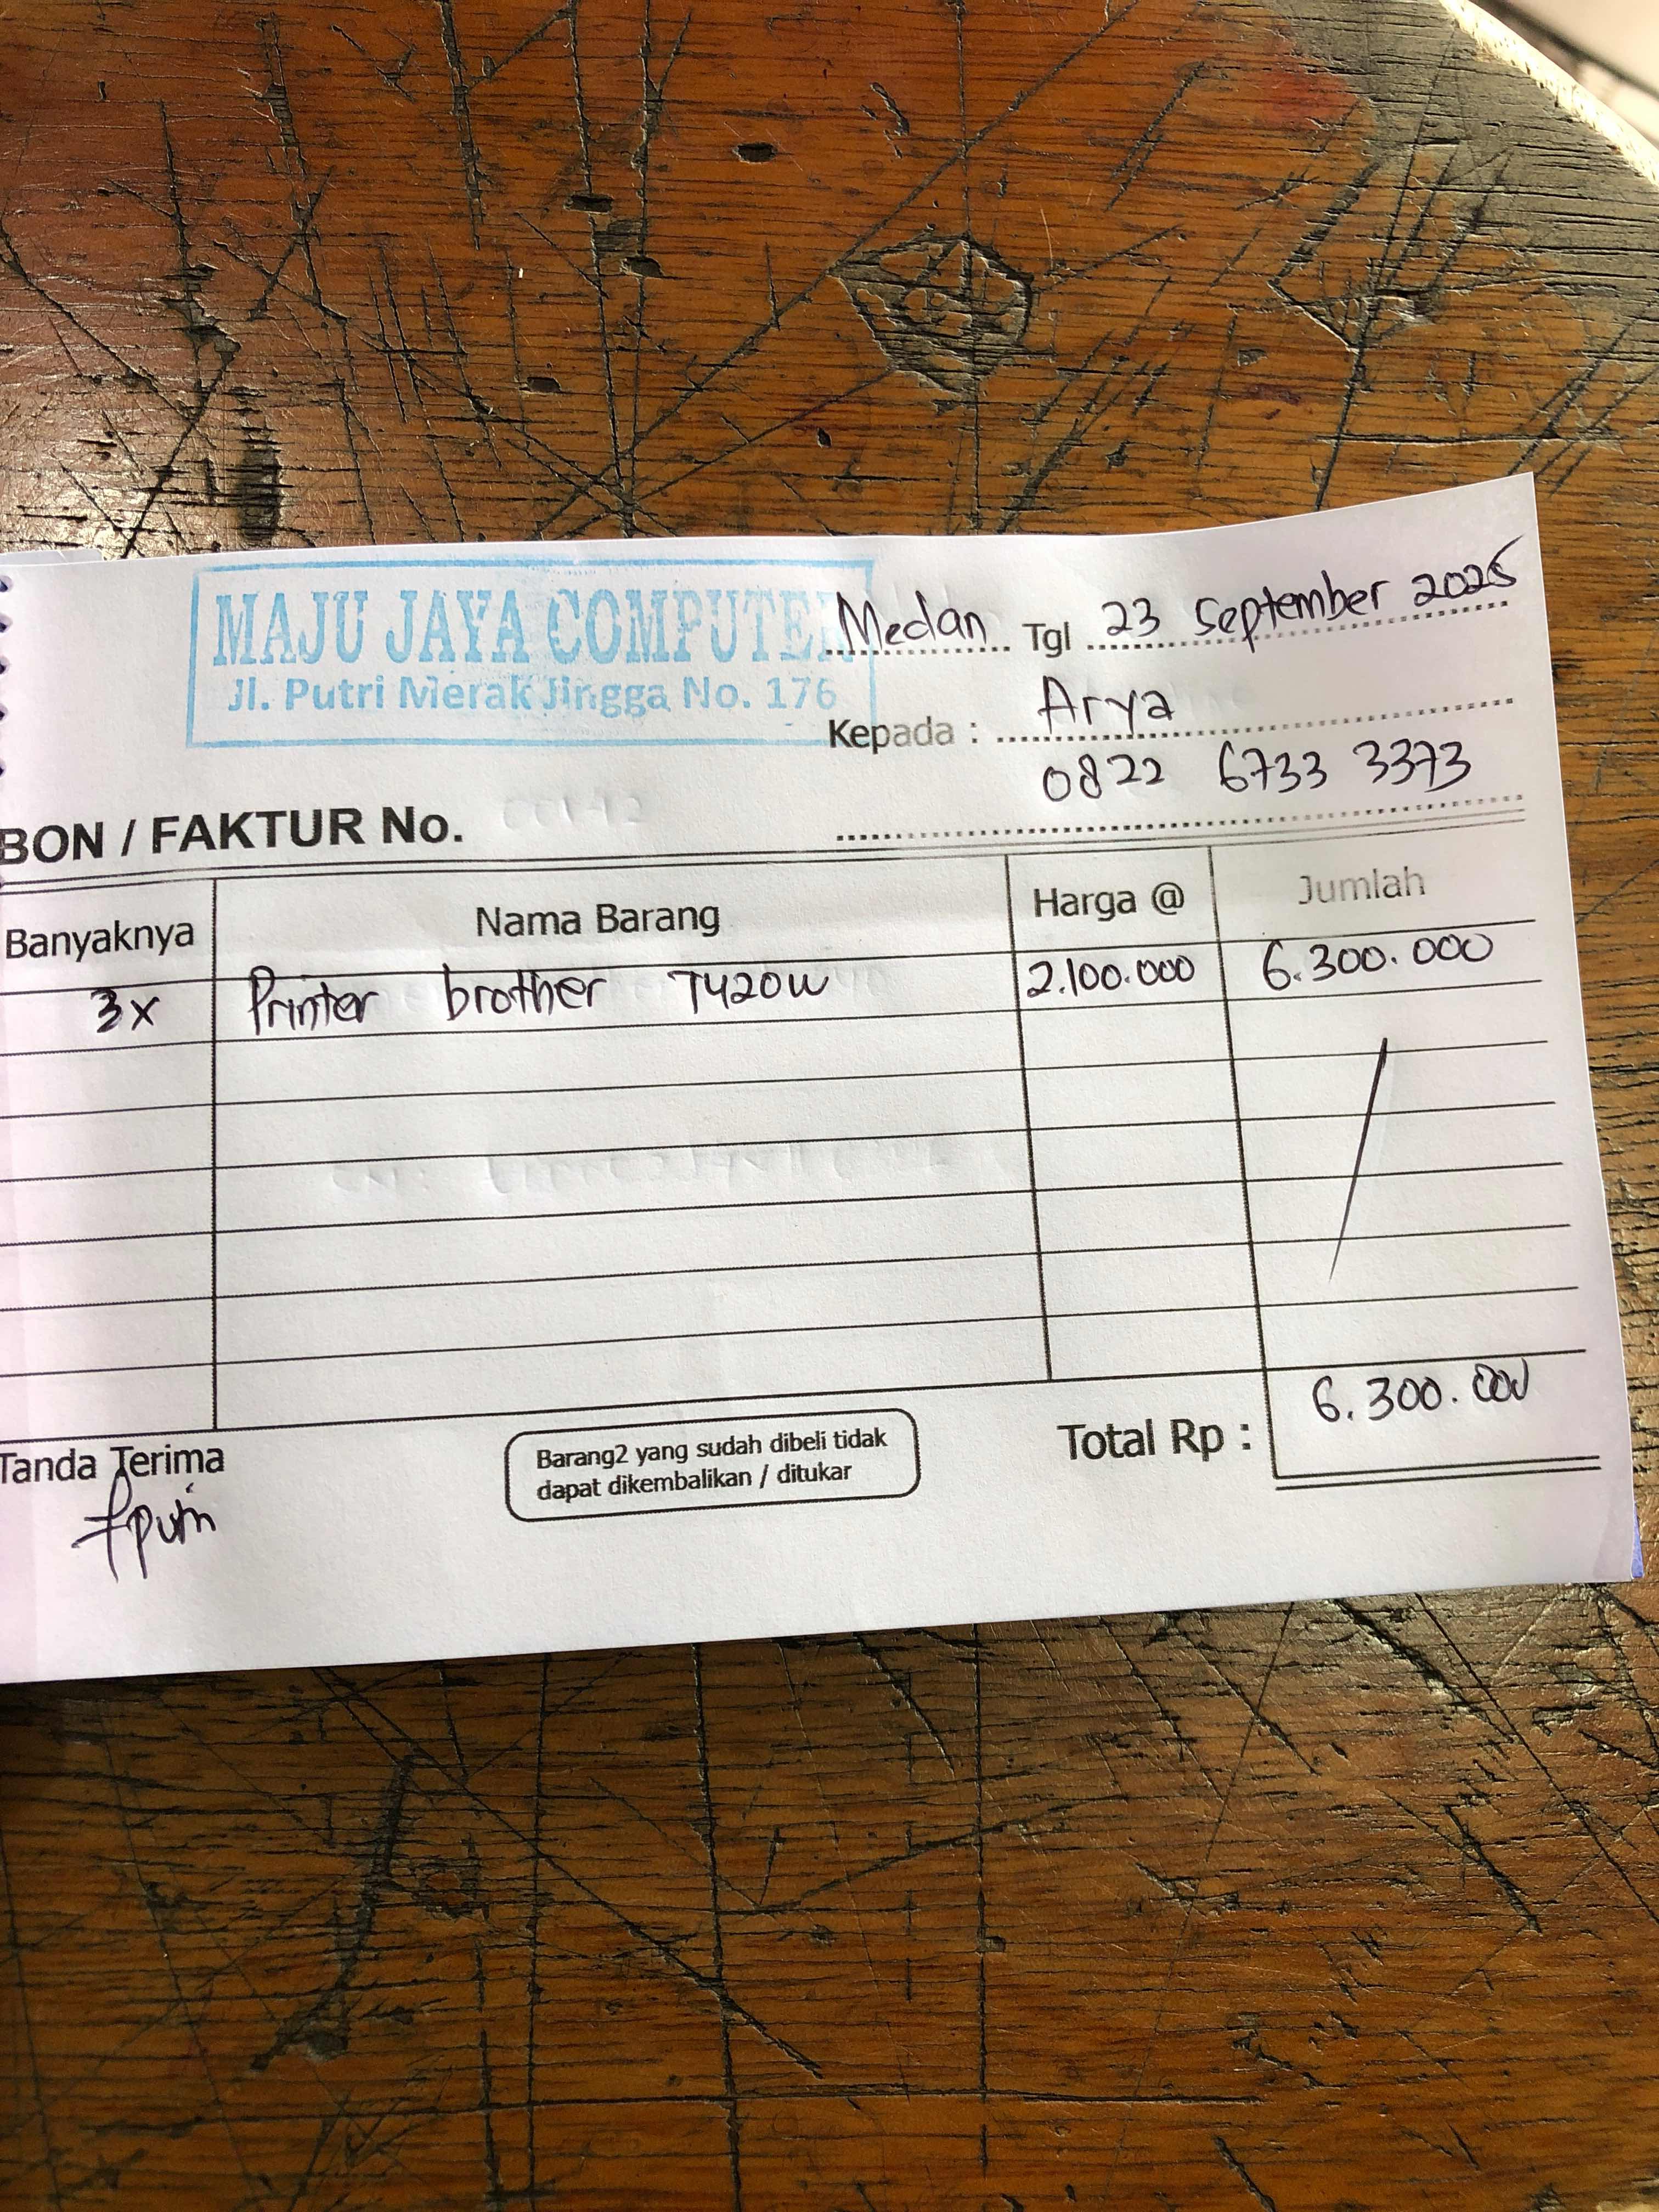 MAJU JAYA COMPUTER
Jl. Putri Merak Jingga No. 176
Medan Tgl 23 September 2025
Kepada : Arya
0822 6733 3373
BON / FAKTUR No.
Banyaknya Nama Barang Harga @ Jumlah
3x Printer brother T420W 2.100.000 6.300.000
Total Rp : 6.300.000
Tanda Terima
Barang2 yang sudah dibeli tidak
dapat dikembalikan / ditukar